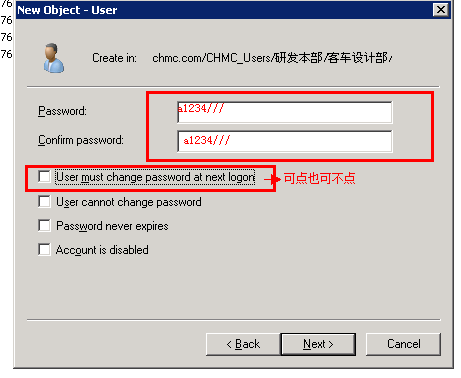 76
New Object - User
76
76
76
Create in: chmc.com/CHMC_Users/研发本部/客车设计部/
Password: a1234///
Confirm password: a1234///
User must change password at next logon 可点也可不点
User cannot change password
Password never expires
Account is disabled
< Back Next > Cancel